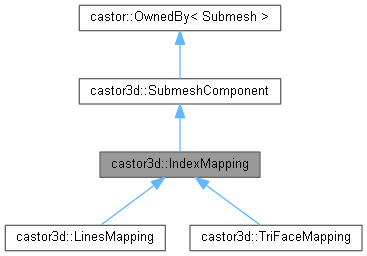 castor::OwnedBy< Submesh >
castor3d::SubmeshComponent
castor3d::IndexMapping
castor3d::LinesMapping
castor3d::TriFaceMapping